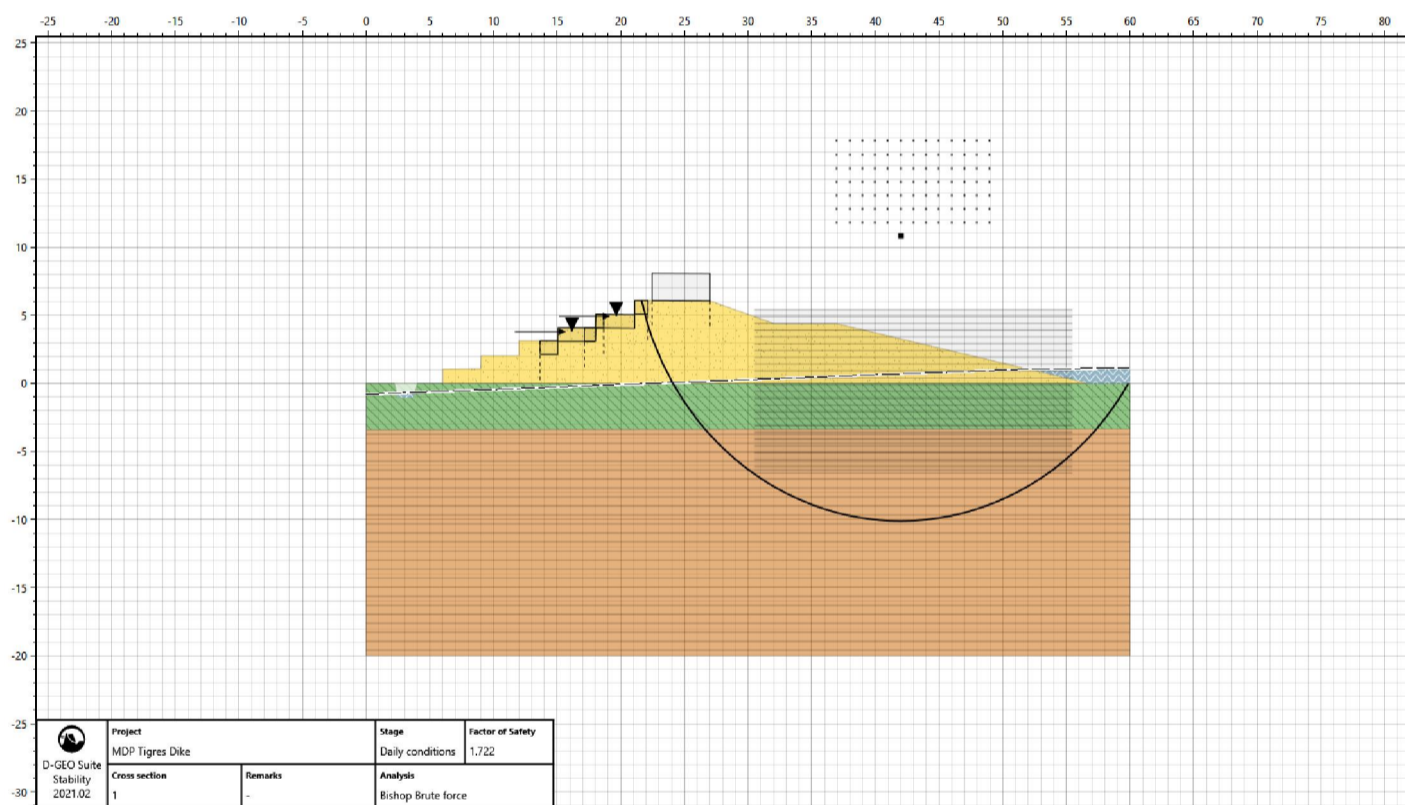 -25 -20 -15 -10 -5 0 5 10 15 20 25 30 35 40 45 50 55 60 65 70 75 80
25
20
15
10
5
0
-5
-10
-15
-20
-25
-30
D-GEO Suite
Stability
2021.02
Project
MDP Tigres Dike
Stage
Daily conditions
Factor of Safety
1.722
Cross section
1
Remarks
-
Analysis
Bishop Brute force